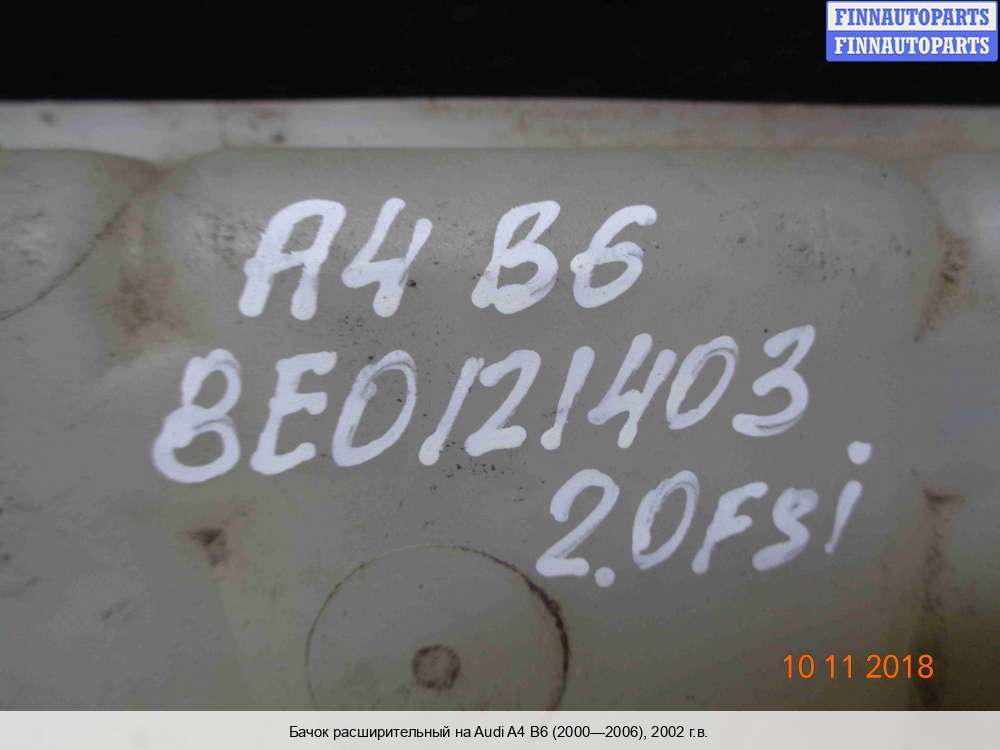 FINNAUTOPARTS
FINNAUTOPARTS
A4 B6
8E0121403
2.0FSi
10 11 2018
Бачок расширительный на Audi A4 B6 (2000—2006), 2002 г.в.